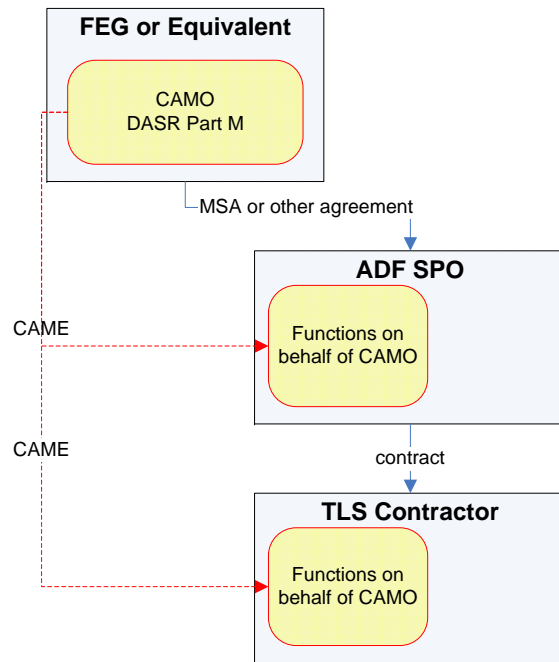 FEG or Equivalent
CAMO
DASR Part M
MSA or other agreement
ADF SPO
CAME
Functions on
behalf of CAMO
CAME
contract
TLS Contractor
Functions on
behalf of CAMO